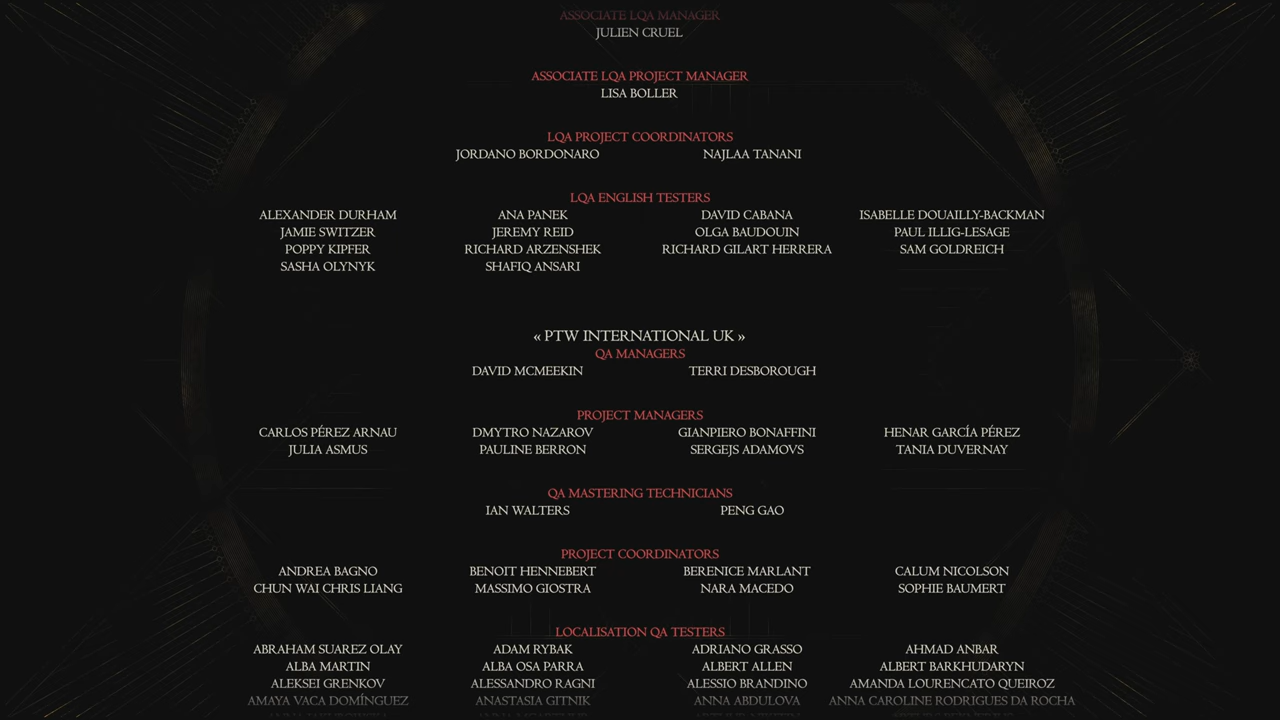 ASSOCIATE LQA MANAGER
JULIEN CRUEL
ASSOCIATE LQA PROJECT MANAGER
LISA BOLLER
LQA PROJECT COORDINATORS
JORDANO BORDONARO NAJLAA TANANI
LQA ENGLISH TESTERS
ALEXANDER DURHAM ANA PANEK DAVID CABANA ISABELLE DOUAILLY-BACKMAN
JAMIE SWITZER JEREMY REID OLGA BAUDOUIN PAUL ILLIG-LESAGE
POPPY KIPFER RICHARD ARZENSHEK RICHARD GILART HERRERA SAM GOLDREICH
SASHA OLYNYK SHAFIQ ANSARI
« PTW INTERNATIONAL UK »
QA MANAGERS
DAVID MCMEEKIN TERRI DESBOROUGH
PROJECT MANAGERS
CARLOS PÉREZ ARNAU DMYTRO NAZAROV GIANPIERO BONAFFINI HENAR GARCÍA PÉREZ
JULIA ASMUS PAULINE BERRON SERGEJS ADAMOVS TANIA DUVERNAY
QA MASTERING TECHNICIANS
IAN WALTERS PENG GAO
PROJECT COORDINATORS
ANDREA BAGNO BENOIT HENNEBERT BERENICE MARLANT CALUM NICOLSON
CHUN WAI CHRIS LIANG MASSIMO GIOSTRA NARA MACEDO SOPHIE BAUMERT
LOCALISATION QA TESTERS
ABRAHAM SUAREZ OLAY ADAM RYBAK ADRIANO GRASSO AHMAD ANBAR
ALBA MARTIN ALBA OSA PARRA ALBERT ALLEN ALBERT BARKHUDARYN
ALEKSEI GRENKOV ALESSANDRO RAGNI ALESSIO BRANDINO AMANDA LOURENCATO QUEIROZ
AMAYA VACA DOMÍNGUEZ ANASTASIA GITNIK ANNA ABDULOVA ANNA CAROLINE RODRIGUES DA ROCHA